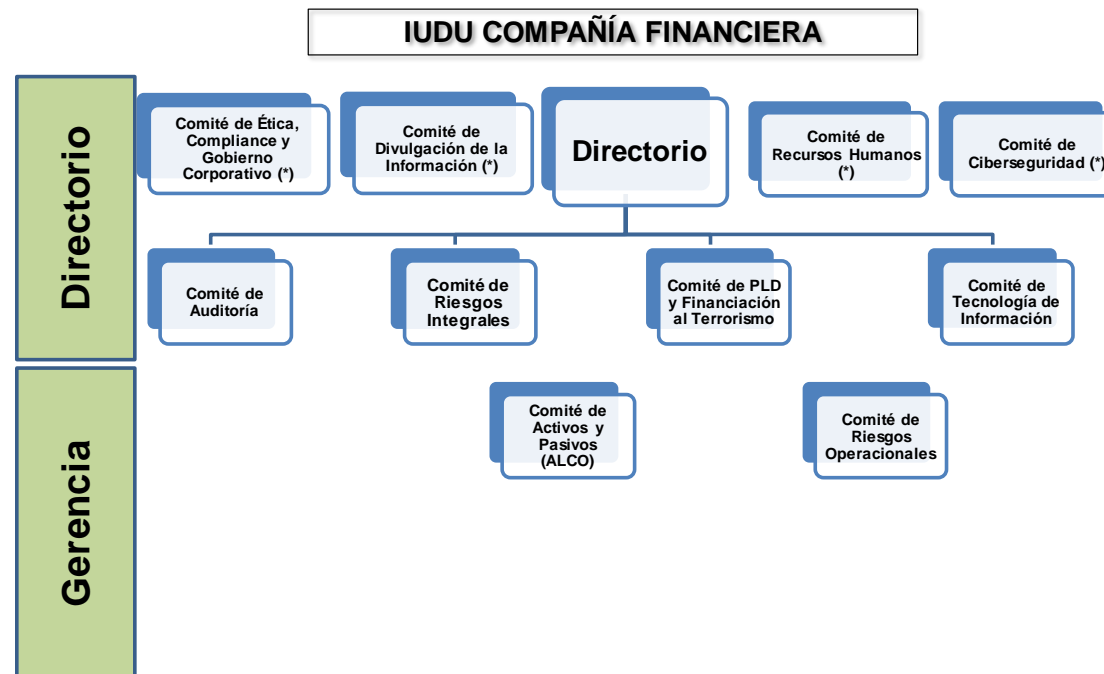 IUDU COMPAÑÍA FINANCIERA
Directorio
Comité de Ética,
Compliance y
Gobierno
Corporativo (*)
Comité de
Divulgación de la
Información (*)
Directorio
Comité de
Recursos Humanos
(*)
Comité de
Ciberseguridad (*)
Comité de
Auditoría
Comité de
Riesgos
Integrales
Comité de PLD
y Financiación
al Terrorismo
Comité de
Tecnología de
Información
Gerencia
Comité de
Activos y
Pasivos
(ALCO)
Comité de
Riesgos
Operacionales